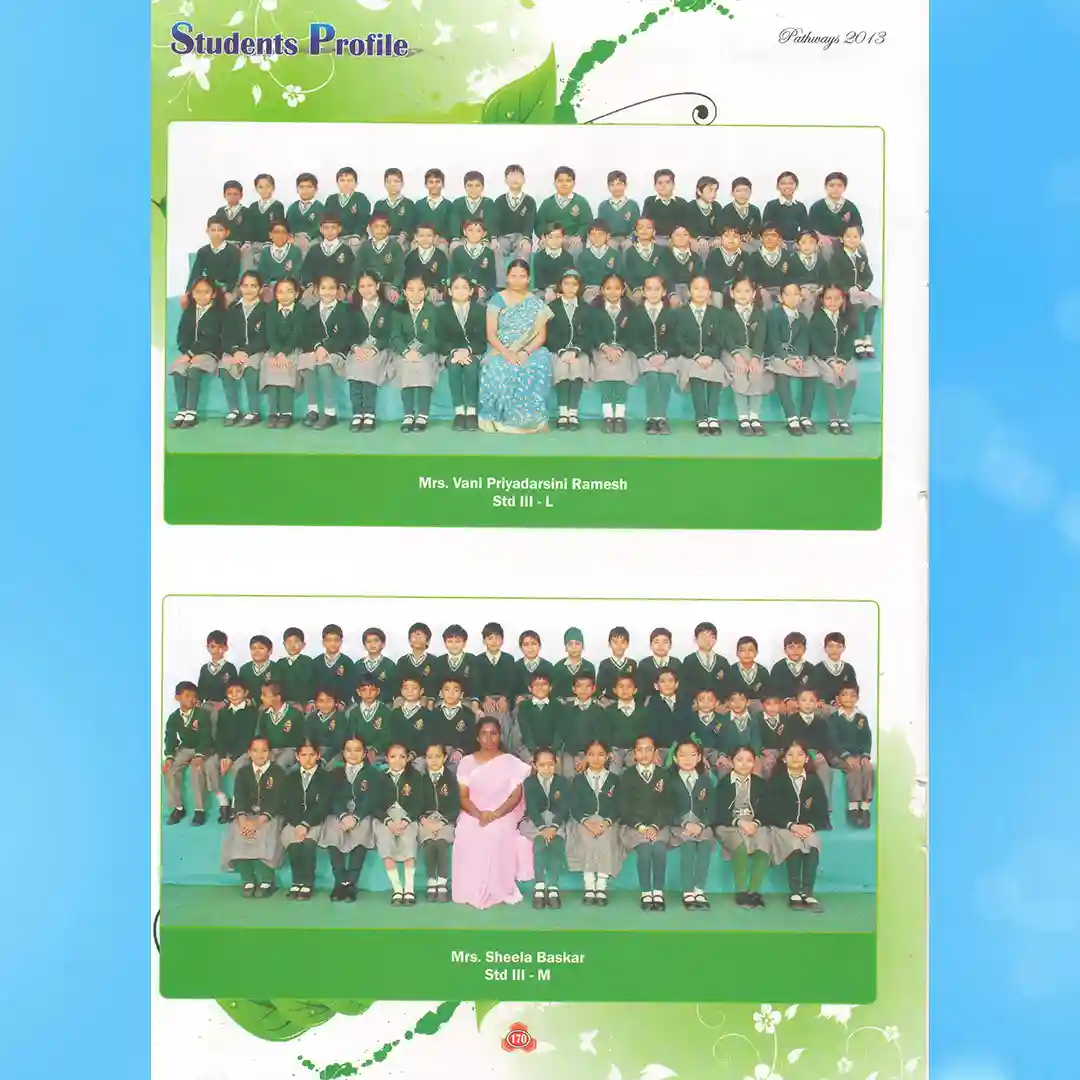 Students Profile
Pathways 2013
Mrs. Vani Priyadarsini Ramesh
Std III - L
Mrs. Sheela Baskar
Std III - M
170